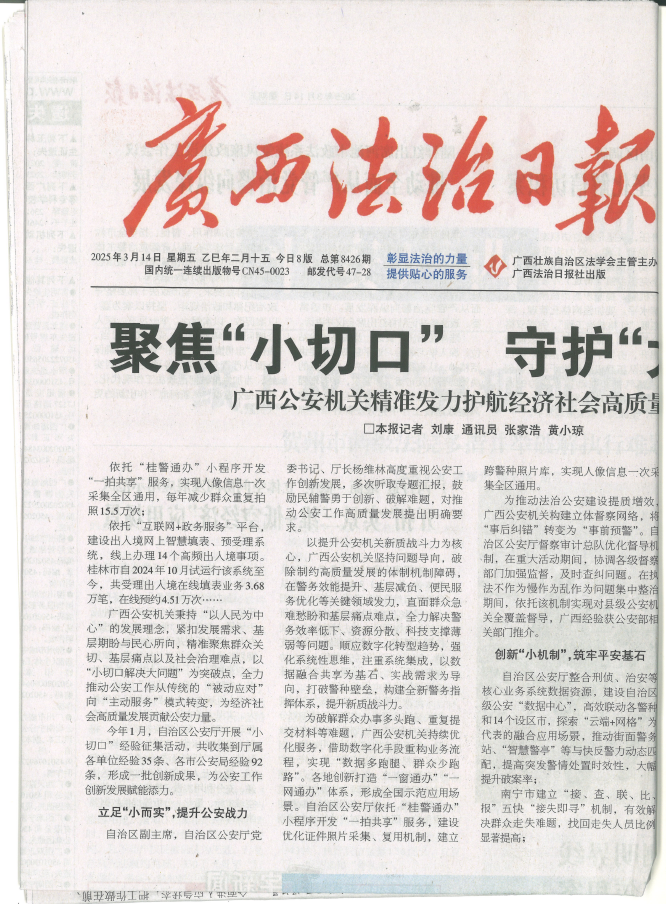 廣西法治日報
2025年3月14日 星期五 乙巳年二月十五 今日8版 总第8426期
国内统一连续出版物号CN45-0023 邮发代号47-28
彰显法治的力量
提供贴心的服务
广西壮族自治区法学会主管主办
广西法治日报社出版
聚焦“小切口” 守护“
广西公安机关精准发力护航经济社会高质量
□本报记者 刘康 通讯员 张家浩 黄小琼
依托“桂警通办”小程序开发
“一拍共享”服务，实现人像信息一次
采集全区通用，每年减少群众重复拍
照15.5万次；
依托“互联网+政务服务”平台，
建设出入境网上智慧填表、预受理系
统，线上办理14个高频出入境事项。
桂林市自2024年10月试运行该系统至
今，共受理出入境在线填表业务3.68
万笔，在线预约4.51万次……
广西公安机关秉持“以人民为中
心”的发展理念，紧扣发展需求、基
层期盼与民心所向，精准聚焦群众关
切、基层痛点以及社会治理难点，以
“小切口解决大问题”为突破点，全力
推动公安工作从传统的“被动应对”
向“主动服务”模式转变，为经济社
会高质量发展贡献公安力量。
今年1月，自治区公安厅开展“小
切口”经验征集活动，共收集到厅属
各单位经验35条、各市公安局经验92
条，形成一批创新成果，为公安工作
创新发展赋能添力。
立足“小而实”，提升公安战力
自治区副主席，自治区公安厅党
委书记、厅长杨维林高度重视公安工
作创新发展，多次听取专题汇报，鼓
励民辅警勇于创新、破解难题，对推
动公安工作高质量发展提出明确要
求。
以提升公安机关新质战斗力为核
心，广西公安机关坚持问题导向，破
除制约高质量发展的体制机制障碍，
在警务效能提升、基层减负、便民服
务优化等关键领域发力，直面群众急
难愁盼和基层痛点难点，全力解决警
务效率低下、资源分散、科技支撑薄
弱等问题。顺应数字化转型趋势，强
化系统性思维，注重系统集成，以数
据融合共享为基石、实战需求为导
向，打破警种壁垒，构建全新警务指
挥体系，提升新质战斗力。
为破解群众办事多头跑、重复提
交材料等难题，广西公安机关持续优
化服务，借助数字化手段重构业务流
程，实现“数据多跑腿、群众少跑
路”。各地创新打造“一窗通办”“一
网通办”体系，形成全国示范应用场
景。自治区公安厅依托“桂警通办”
小程序开发“一拍共享”服务，建设
优化证件照片采集、复用机制，建立
跨警种照片库，实现人像信息一次采
集全区通用。
为推动法治公安建设提质增效，
广西公安机关构建立体督察网络，将
“事后纠错”转变为“事前预警”。自
治区公安厅督察审计总队优化督导机
制，在重大活动期间，协调各级督察
部门加强监督，及时查纠问题。在执
法不作为慢作为乱作为问题集中整治
期间，依托该机制实现对县级公安机
关全覆盖督导，广西经验获公安部相
关部门推介。
创新“小机制”，筑牢平安基石
自治区公安厅整合刑侦、治安等
核心业务系统数据资源，建设自治区
级公安“数据中心”，高效联动各警种
和14个设区市，探索“云端+网格”为
代表的融合应用场景，推动街面警务
站、“智慧警亭”等与快反警力动态匹
配，提高突发警情处置时效性，大幅
提升破案率；
南宁市建立“接、查、联、比、
报”五快“接失即寻”机制，有效解
决群众走失难题，找回走失人员比例
显著提高；